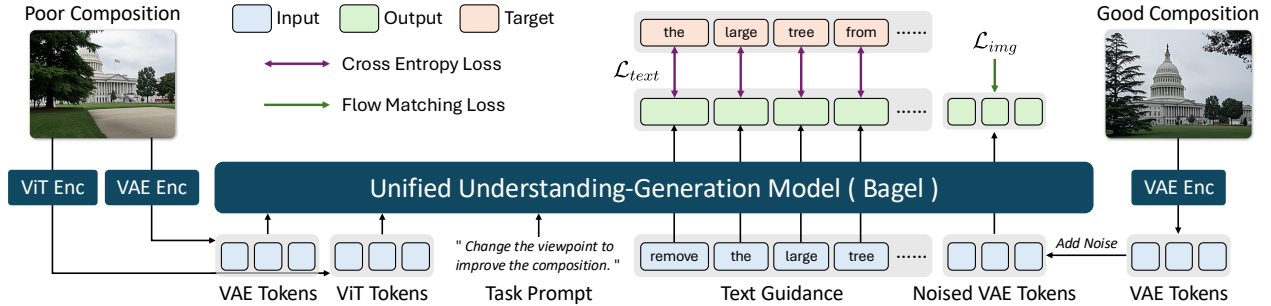 Poor Composition
Input
Output
Target
Good Composition
the large tree from ......
Cross Entropy Loss
L_text
L_img
Flow Matching Loss
......
ViT Enc
VAE Enc
Unified Understanding-Generation Model ( Bagel )
VAE Enc
" Change the viewpoint to
improve the composition. "
remove the large tree ......
Add Noise
VAE Tokens
ViT Tokens
Task Prompt
Text Guidance
Noised VAE Tokens
VAE Tokens